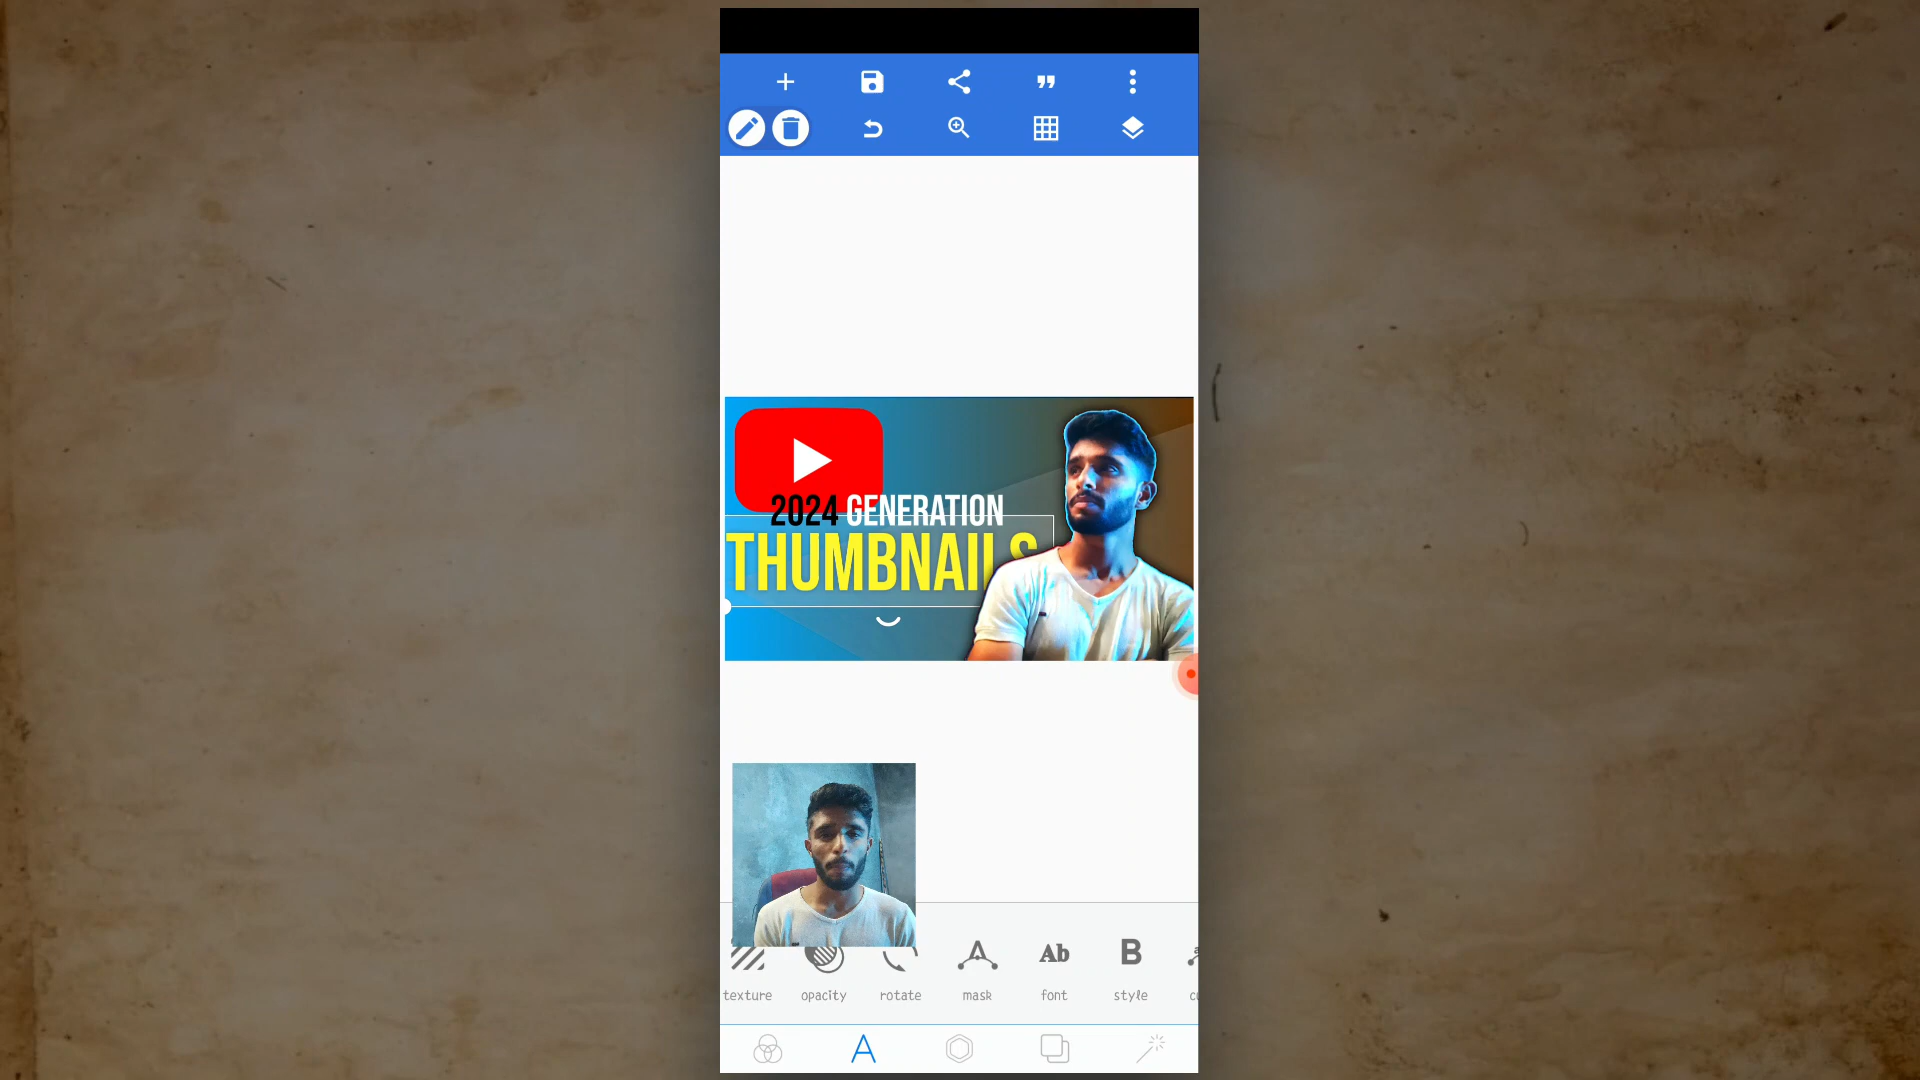 2024 GENERATION
THUMBNAILS
texture opacity rotate mask font style
Ab B